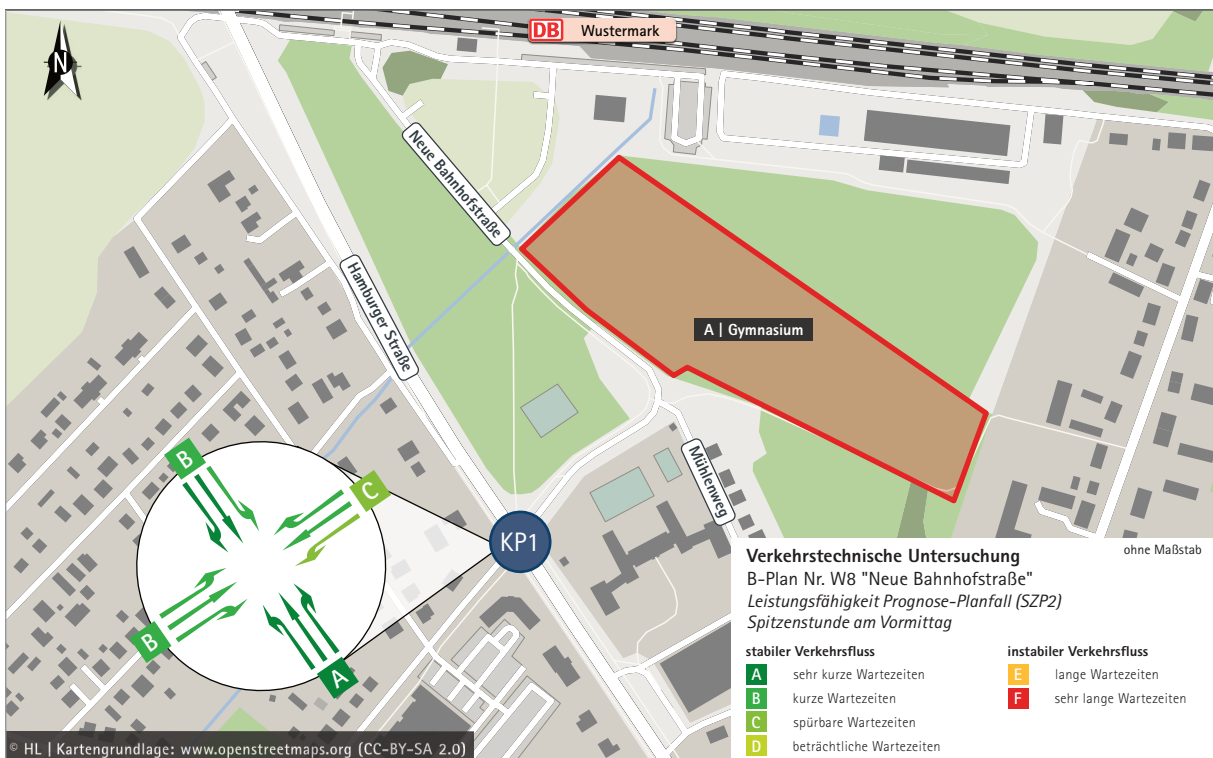 N
DB Wustermark
Neue Bahnhofstraße
Hamburger Straße
A | Gymnasium
Mühlenweg
B
C
B
A
KP1
Verkehrstechnische Untersuchung
ohne Maßstab
B-Plan Nr. W8 "Neue Bahnhofstraße"
Leistungsfähigkeit Prognose-Planfall (SZP2)
Spitzenstunde am Vormittag
stabiler Verkehrsfluss
A sehr kurze Wartezeiten
B kurze Wartezeiten
C spürbare Wartezeiten
D beträchtliche Wartezeiten
instabiler Verkehrsfluss
E lange Wartezeiten
F sehr lange Wartezeiten
© HL | Kartengrundlage: www.openstreetmaps.org (CC-BY-SA 2.0)